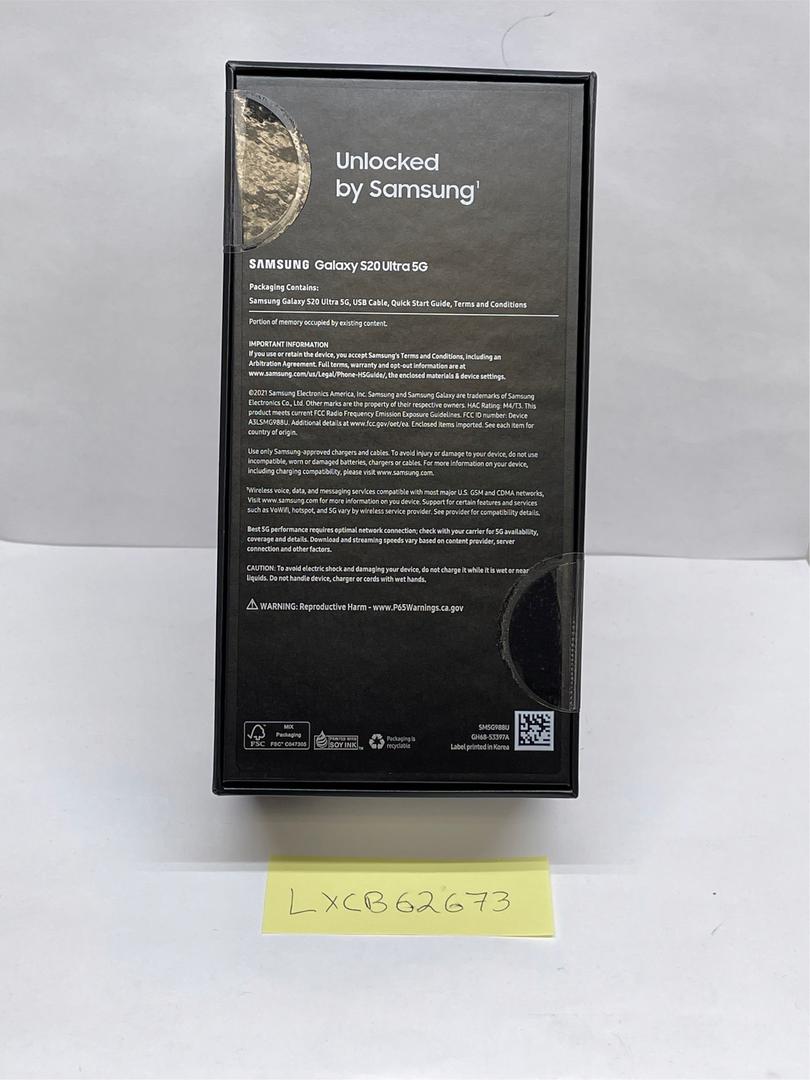 Unlocked
by Samsung¹
SAMSUNG Galaxy S20 Ultra 5G
Packaging Contains:
Samsung Galaxy S20 Ultra 5G, USB Cable, Quick Start Guide, Terms and Conditions
Portion of memory occupied by existing content.
IMPORTANT INFORMATION
If you use or retain the device, you accept Samsung's Terms and Conditions, including an
Arbitration Agreement. Full terms, warranty and opt-out information are at
www.samsung.com/us/Legal/Phone-HSGuide/, the enclosed materials & device settings.
©2021 Samsung Electronics America, Inc. Samsung and Samsung Galaxy are trademarks of Samsung
Electronics Co., Ltd. Other marks are the property of their respective owners. HAC Rating: M4/T3. This
product meets current FCC Radio Frequency Emission Exposure Guidelines. FCC ID number: Device
A3LSMG988U. Additional details at www.fcc.gov/oet/ea. Enclosed items imported. See each item for
country of origin.
Use only Samsung-approved chargers and cables. To avoid injury or damage to your device, do not use
incompatible, worn or damaged batteries, chargers or cables. For more information on your device,
including charging compatibility, please visit www.samsung.com.
¹Wireless voice, data, and messaging services compatible with most major U.S. GSM and CDMA networks,
Visit www.samsung.com for more information on you device. Support for certain features and services
such as VoWifi, hotspot, and 5G vary by wireless service provider. See provider for compatibility details.
Best 5G performance requires optimal network connection; check with your carrier for 5G availability,
coverage and details. Download and streaming speeds vary based on content provider, server
connection and other factors.
CAUTION: To avoid electric shock and damaging your device, do not charge it while it is wet or near
liquids. Do not handle device, charger or cords with wet hands.
⚠ WARNING: Reproductive Harm - www.P65Warnings.ca.gov
FSC
MIX
Packaging
FSC® C047305
PRINTED WITH
SOY INK™
Packaging is
recyclable
SMSG988U
GH68-53397A
Label printed in Korea
LXCB62673